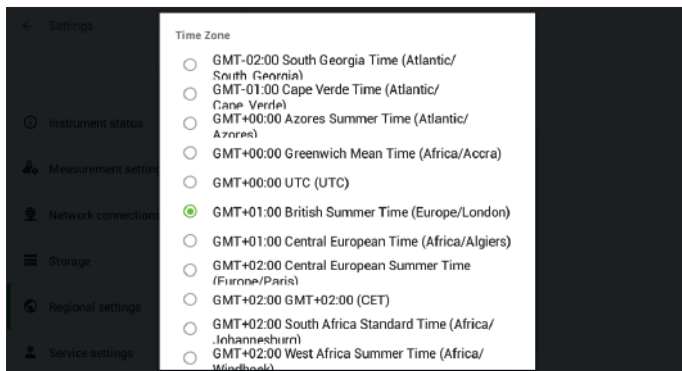 Settings
Instrument status
Measurement settin
Network connection
Storage
Regional settings
Service settings
Time Zone
GMT-02:00 South Georgia Time (Atlantic/
South_Georgia)
GMT-01:00 Cape Verde Time (Atlantic/
Cape_Verde)
GMT+00:00 Azores Summer Time (Atlantic/
Azores)
GMT+00:00 Greenwich Mean Time (Africa/Accra)
GMT+00:00 UTC (UTC)
GMT+01:00 British Summer Time (Europe/London)
GMT+01:00 Central European Time (Africa/Algiers)
GMT+02:00 Central European Summer Time
(Europe/Paris)
GMT+02:00 GMT+02:00 (CET)
GMT+02:00 South Africa Standard Time (Africa/
Johannesburg)
GMT+02:00 West Africa Summer Time (Africa/
Windhoek)